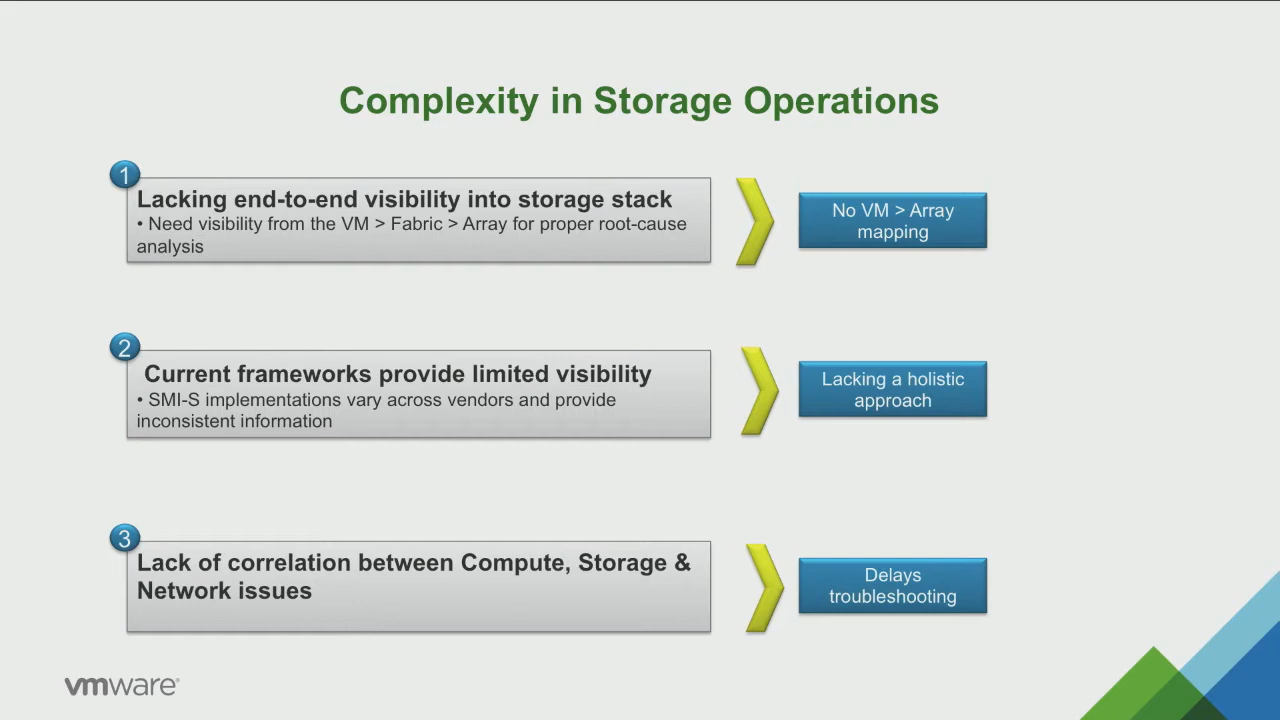 Complexity in Storage Operations
1
Lacking end-to-end visibility into storage stack
• Need visibility from the VM > Fabric > Array for proper root-cause
analysis
No VM > Array
mapping
2
Current frameworks provide limited visibility
• SMI-S implementations vary across vendors and provide
inconsistent information
Lacking a holistic
approach
3
Lack of correlation between Compute, Storage &
Network issues
Delays
troubleshooting
vmware®